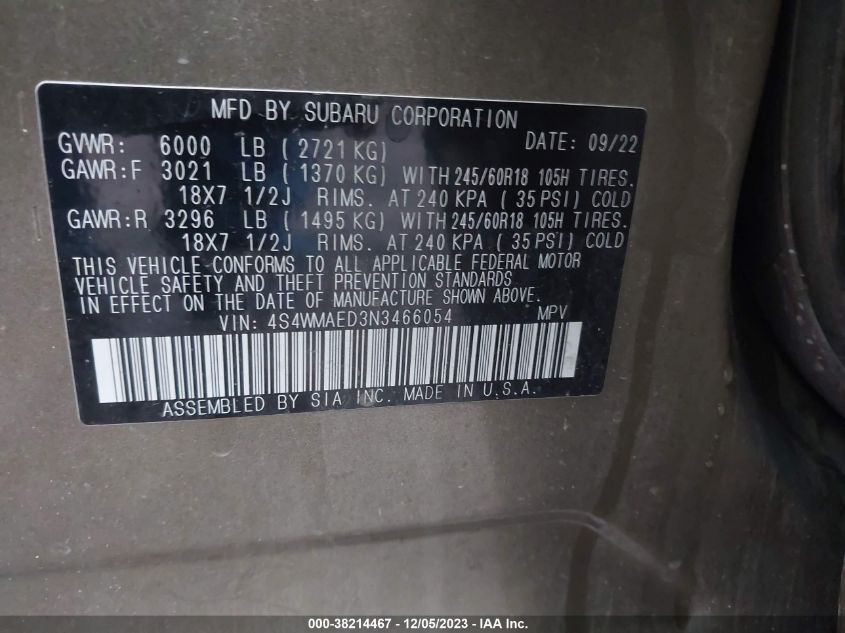 MFD BY SUBARU CORPORATION
GVWR: 6000 LB ( 2721 KG) DATE: 09/22
GAWR:F 3021 LB ( 1370 KG) WITH 245/60R18 105H TIRES.
18X7 1/2J RIMS. AT 240 KPA ( 35 PSI) COLD
GAWR:R 3296 LB ( 1495 KG) WITH 245/60R18 105H TIRES.
18X7 1/2J RIMS. AT 240 KPA ( 35 PSI) COLD
THIS VEHICLE CONFORMS TO ALL APPLICABLE FEDERAL MOTOR
VEHICLE SAFETY AND THEFT PREVENTION STANDARDS
IN EFFECT ON THE DATE OF MANUFACTURE SHOWN ABOVE.
VIN: 4S4WMAED3N3466054 MPV
ASSEMBLED BY SIA INC. MADE IN U.S.A.
000-38214467 - 12/05/2023 - IAA Inc.